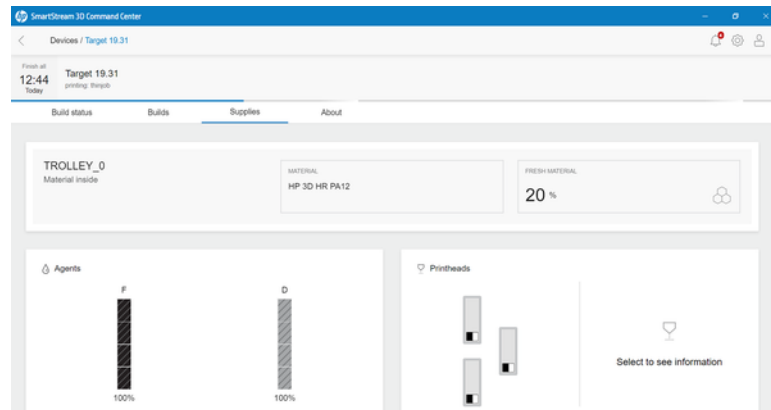 hp SmartStream 3D Command Center
Devices / Target 19.31
Finish all
12:44
Today
Target 19.31
printing: thinjob
Build status
Builds
Supplies
About
TROLLEY_0
Material inside
MATERIAL
HP 3D HR PA12
FRESH MATERIAL
20 %
Agents
F
D
100%
100%
Printheads
Select to see information